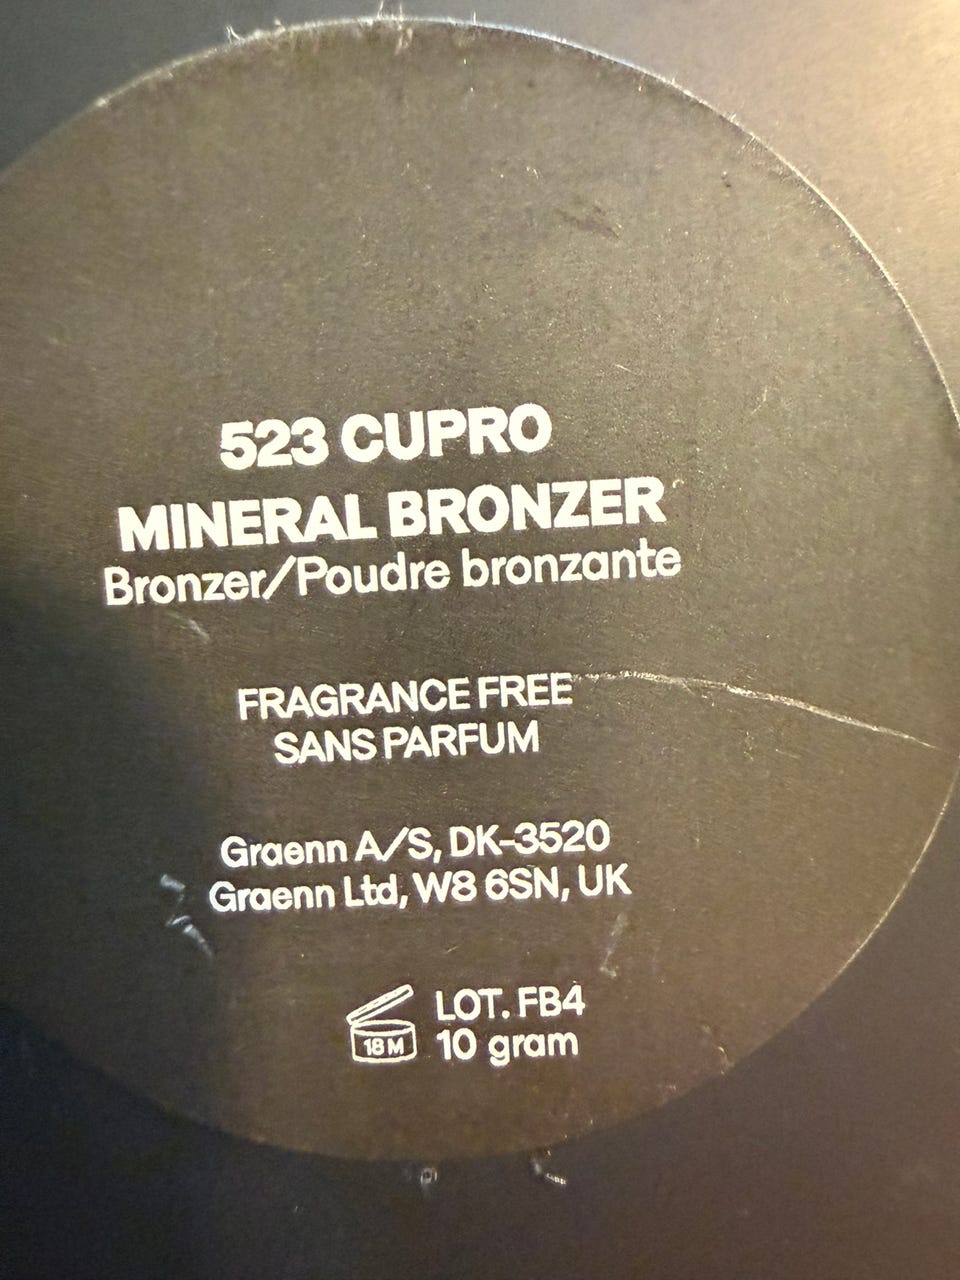 523 CUPRO
MINERAL BRONZER
Bronzer/Poudre bronzante
FRAGRANCE FREE
SANS PARFUM
Graenn A/S, DK-3520
Graenn Ltd, W8 6SN, UK
LOT. FB4
18 M 10 gram